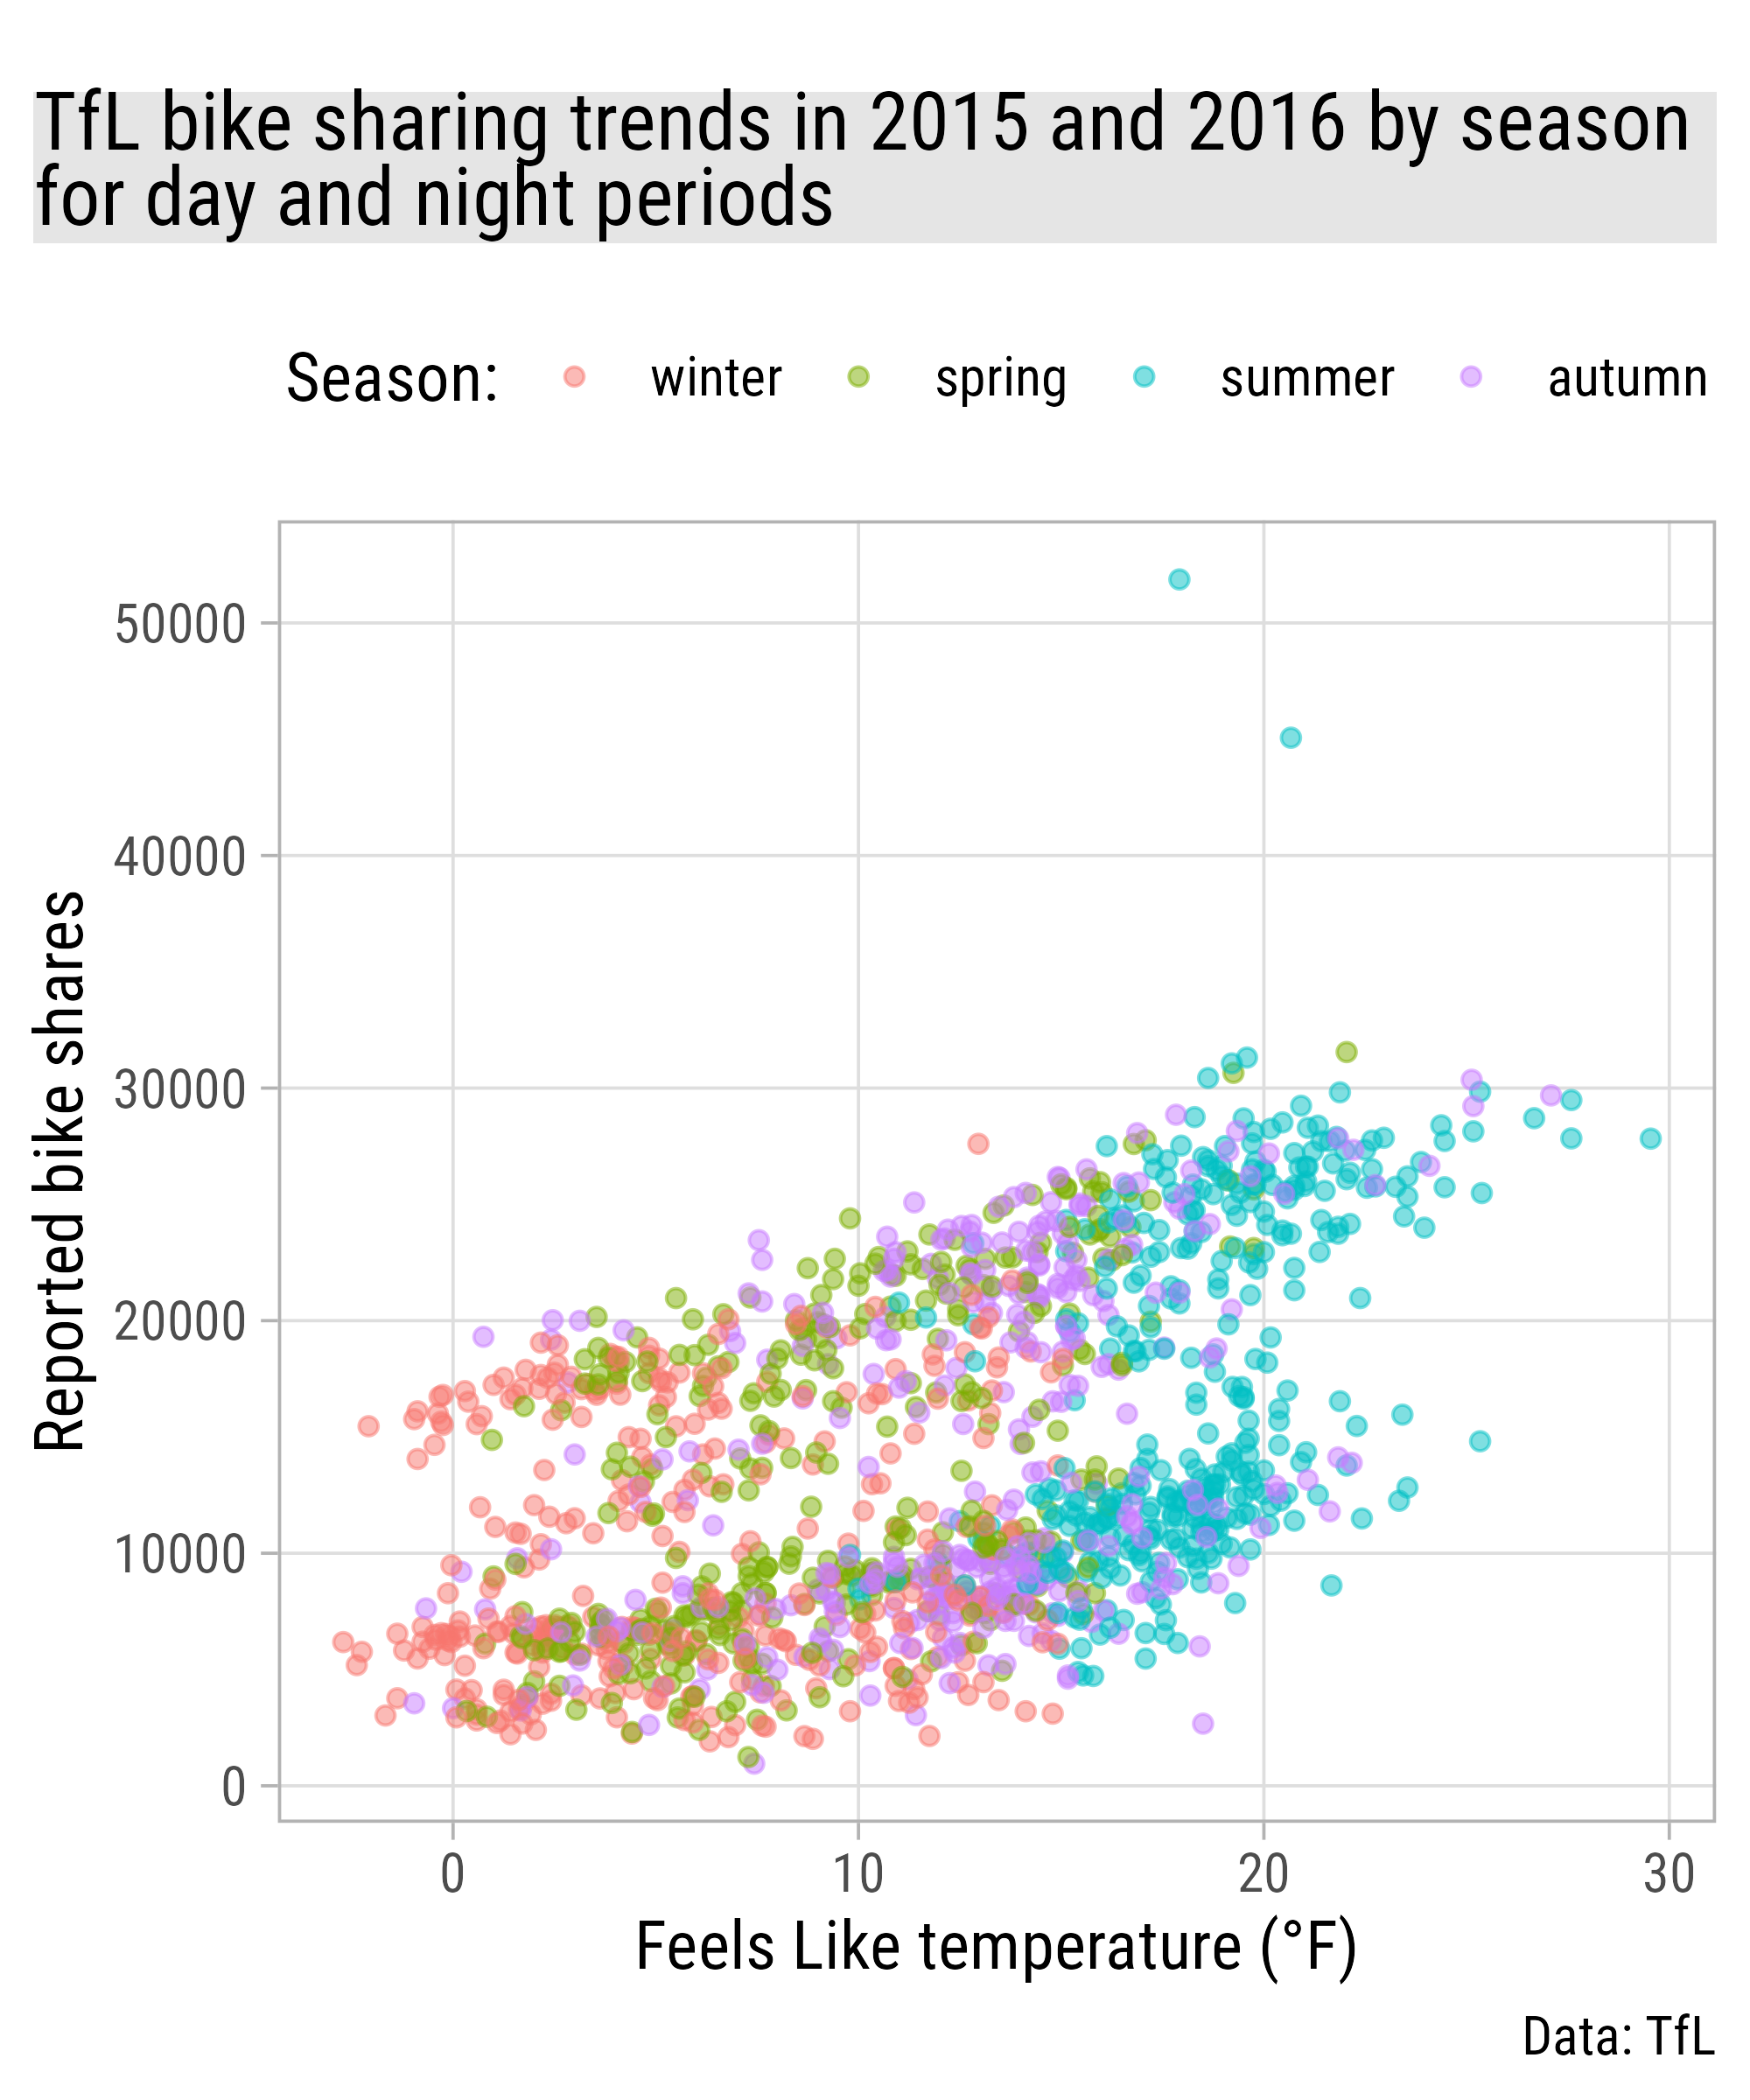 TfL bike sharing trends in 2015 and 2016 by season
for day and night periods
Season: winter spring summer autumn
Reported bike shares
50000
40000
30000
20000
10000
0
0 10 20 30
Feels Like temperature (°F)
Data: TfL